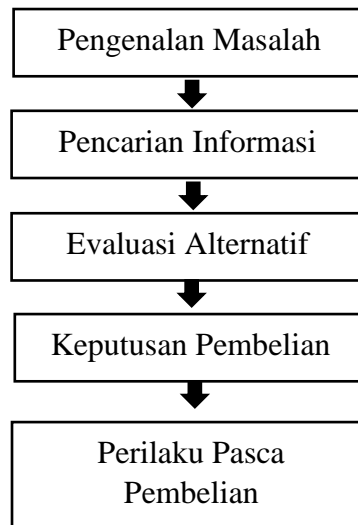 Pengenalan Masalah
Pencarian Informasi
Evaluasi Alternatif
Keputusan Pembelian
Perilaku Pasca
Pembelian